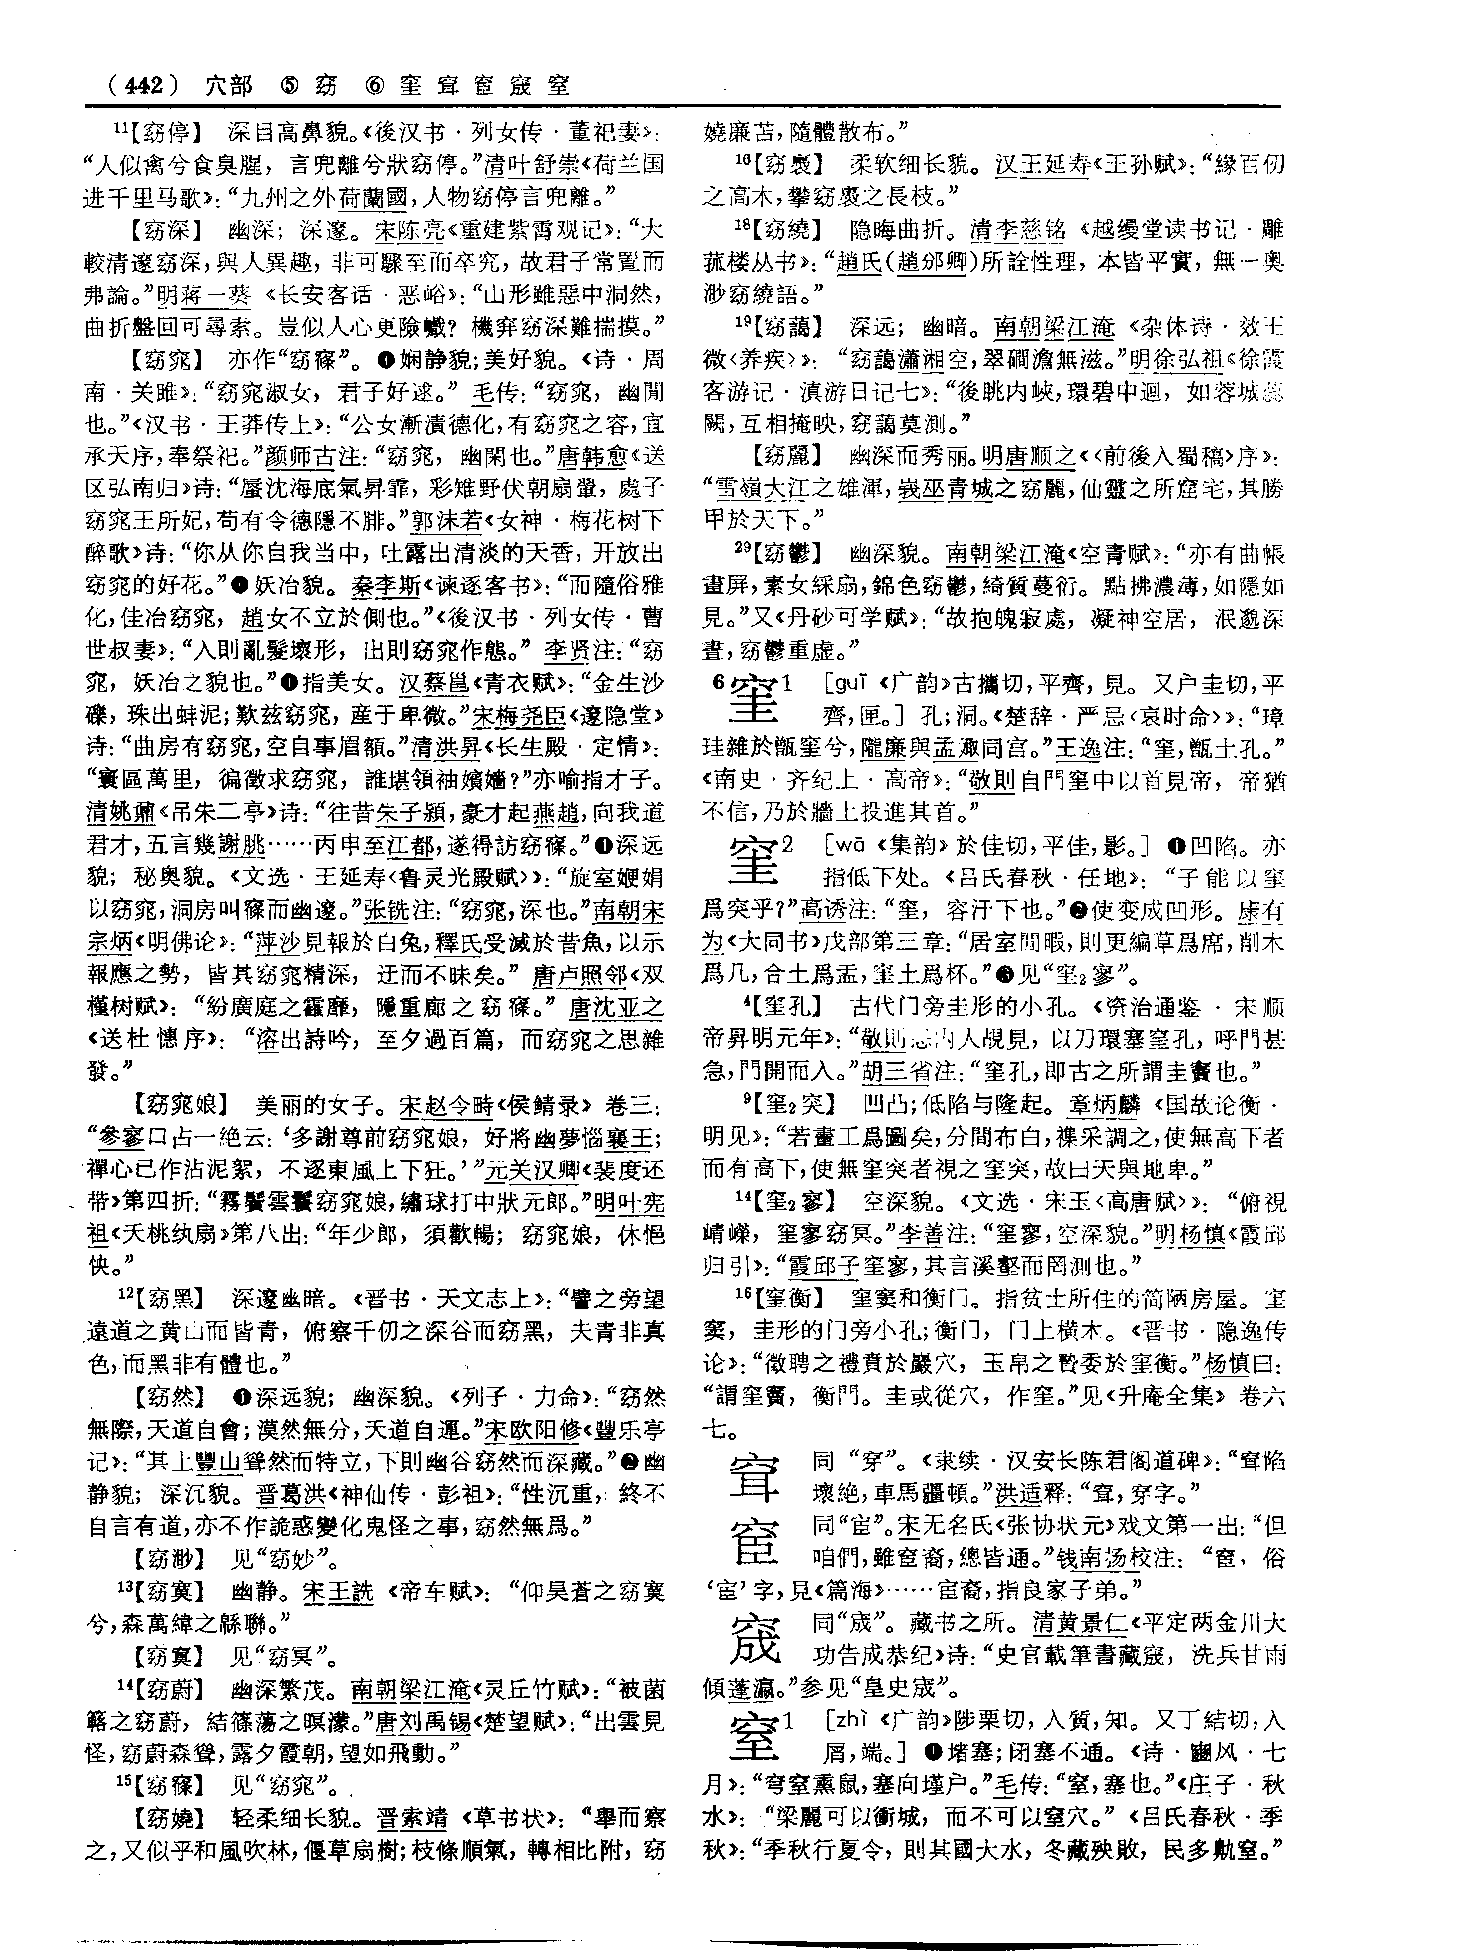 (442) 穴部 ⑤ 窈 ⑥ 窐 窏 窋 窚 窒
11【窈停】 深目高鼻貌。《後汉书·列女传·董祀妻》:
“人似禽兮食臭腥，言兜離兮狀窈停。”清叶舒崇《荷兰国
进千里马歌》:“九州之外荷蘭國,人物窈停言兜離。”
【窈深】 幽深；深邃。宋陈亮《重建紫霄观记》:“大
較清邃窈深,與人異趣，非可驟至而卒究，故君子常置而
弗論。”明蒋一葵《长安客话·恶峪》:“山形雖惡中洞然，
曲折盤回可尋索。豈似人心更險巇？機穽窈深難揣摸。”
【窈窕】 亦作“窈窱”。❶娴静貌;美好貌。《诗·周
南·关雎》:“窈窕淑女，君子好逑。”毛传:“窈窕，幽閒
也。”《汉书·王莽传上》:“公女漸漬德化,有窈窕之容,宜
承天序,奉祭祀。”颜师古注:“窈窕，幽閑也。”唐韩愈《送
区弘南归》诗:“蜃沈海底氣昇霏，彩雉野伏朝扇翬，處子
窈窕王所妃,苟有令德隱不腓。”郭沫若《女神·梅花树下
醉歌》诗:“你从你自我当中，吐露出清淡的天香，开放出
窈窕的好花。”❷妖冶貌。秦李斯《谏逐客书》:“而隨俗雅
化,佳冶窈窕，趙女不立於側也。”《後汉书·列女传·曹
世叔妻》:“入則亂髮壞形，出則窈窕作態。”李贤注:“窈
窕，妖冶之貌也。”❸指美女。汉蔡邕《青衣赋》:“金生沙
礫，珠出蚌泥;歎兹窈窕，産于卑微。”宋梅尧臣《邃隐堂》
诗:“曲房有窈窕,空自事眉額。”清洪昇《长生殿·定情》:
“寰區萬里，徧徵求窈窕，誰堪領袖嬪嬙?”亦喻指才子。
清姚鼐《吊朱二亭》诗:“往昔朱子潁,豪才起燕趙,向我道
君才,五言幾謝朓……丙申至江都,遂得訪窈窱。”❹深远
貌；秘奥貌。《文选·王延寿〈鲁灵光殿赋〉》:“旋室㛹娟
以窈窕,洞房叫窱而幽邃。”张铣注:“窈窕,深也。”南朝宋
宗炳《明佛论》:“萍沙見報於白兔,釋氏受滅於昔魚,以示
報應之勢，皆其窈窕精深，迂而不昧矣。”唐卢照邻《双
槿树赋》:“紛廣庭之靃靡，隱重廊之窈窱。”唐沈亚之
《送杜憓序》:“溶出詩吟，至夕過百篇，而窈窕之思雜
發。”
【窈窕娘】 美丽的女子。宋赵令畤《侯鲭录》卷三:
“參寥口占一絶云:‘多謝尊前窈窕娘，好將幽夢惱襄王；
禪心已作沾泥絮，不逐東風上下狂。’”元关汉卿《裴度还
带》第四折:“霧鬢雲鬟窈窕娘,繡球打中狀元郎。”明叶宪
祖《夭桃纨扇》第八出:“年少郎，須歡暢；窈窕娘，休悒
怏。”
12【窈黑】 深邃幽暗。《晋书·天文志上》:“譬之旁望
遠道之黄山而皆青，俯察千仞之深谷而窈黑，夫青非真
色,而黑非有體也。”
【窈然】 ❶深远貌；幽深貌。《列子·力命》:“窈然
無際,天道自會;漠然無分,天道自運。”宋欧阳修《豐乐亭
记》:“其上豐山聳然而特立,下則幽谷窈然而深藏。”❷幽
静貌；深沉貌。晋葛洪《神仙传·彭祖》:“性沉重，終不
自言有道,亦不作詭惑變化鬼怪之事,窈然無爲。”
【窈渺】 见“窈妙”。
13【窈寞】 幽静。宋王詵《帝车赋》:“仰昊蒼之窈寞
兮,森萬緯之緜聯。”
【窈寞】 见“窈冥”。
14【窈蔚】 幽深繁茂。南朝梁江淹《灵丘竹赋》:“被菌
簵之窈蔚，結篠蕩之暝濛。”唐刘禹锡《楚望赋》:“出雲見
怪,窈蔚森聳,露夕霞朝,望如飛動。”
15【窈窱】 见“窈窕”。
【窈嬈】 轻柔细长貌。晋索靖《草书状》:“舉而察
之,又似乎和風吹林,偃草扇樹;枝條順氣，轉相比附，窈
嬈廉苫,隨體散布。”
16【窈裊】 柔软细长貌。汉王延寿《王孙赋》:“緣百仞
之高木,攀窈裊之長枝。”
18【窈繞】 隐晦曲折。清李慈铭《越缦堂读书记·雕
菰楼丛书》:“趙氏(趙邠卿)所詮性理，本皆平實，無一奥
渺窈繞語。”
19【窈藹】 深远；幽暗。南朝梁江淹《杂体诗·效王
微〈养疾〉》:“窈藹瀟湘空,翠磵澹無滋。”明徐弘祖《徐霞
客游记·滇游日记七》:“後眺内峽,環碧中迴，如蓉城蕊
闕,互相掩映,窈藹莫測。”
【窈麗】 幽深而秀丽。明唐顺之《〈前後入蜀稿〉序》:
“雪嶺大江之雄渾，峩巫青城之窈麗,仙靈之所窟宅,其勝
甲於天下。”
29【窈鬱】 幽深貌。南朝梁江淹《空青赋》:“亦有曲帳
畫屏,素女綵扇,錦色窈鬱,綺質蔓衍。點拂濃薄,如隱如
見。”又《丹砂可学赋》:“故抱魄寂處，凝神空居，泯邈深
晝,窈鬱重虚。”
6 窐1 [guī《广韵》古攜切,平齊，見。又户圭切,平
齊,匣。] 孔;洞。《楚辞·严忌〈哀时命〉》:“璋
珪雜於甑窐兮,隴廉與孟娵同宫。”王逸注:“窐,甑土孔。”
《南史·齐纪上·高帝》:“敬則自門窐中以首見帝，帝猶
不信,乃於牆上投進其首。”
窐2 [wā《集韵》於佳切,平佳,影。] ❶凹陷。亦
指低下处。《吕氏春秋·任地》:“子能以窐
爲突乎?”高诱注:“窐，容汙下也。”❷使变成凹形。康有
为《大同书》戊部第三章:“居室閒暇,則更編草爲席,削木
爲几,合土爲盂,窐土爲杯。”❸见“窐2寥”。
4【窐孔】 古代门旁圭形的小孔。《资治通鉴·宋顺
帝昇明元年》:“敬則内人覘見，以刀環塞窐孔，呼門甚
急,門開而入。”胡三省注:“窐孔,即古之所謂圭竇也。”
9【窐2突】 凹凸;低陷与隆起。章炳麟《国故论衡·
明见》:“若畫工爲圖矣,分間布白,襍采調之,使無高下者
而有高下,使無窐突者視之窐突,故曰天與地卑。”
14【窐2寥】 空深貌。《文选·宋玉〈高唐赋〉》:“俯視
崝嶸，窐寥窈冥。”李善注:“窐寥,空深貌。”明杨慎《霞邱
归引》:“霞邱子窐寥,其言溪壑而罔測也。”
16【窐衡】 窐窦和衡门。指贫士所住的简陋房屋。窐
窦，圭形的门旁小孔;衡门，门上横木。《晋书·隐逸传
论》:“徵聘之禮賁於巖穴，玉帛之贄委於窐衡。”杨慎曰:
“謂窐竇，衡門。圭或從穴，作窐。”见《升庵全集》卷六
七。
窏 同“穿”。《隶续·汉安长陈君阁道碑》:“窏陷
壞絶,車馬疆頓。”洪适释:“窏,穿字。”
同“宦”。宋无名氏《张协状元》戏文第一出:“但
咱們,雖窅裔,總皆通。”钱南扬校注:“窅，俗
‘宦’字,見《篇海》……宦裔,指良家子弟。”
窚 同“宬”。藏书之所。清黄景仁《平定两金川大
功告成恭纪》诗:“史官載筆書藏窚，洗兵甘雨
傾蓬瀛。”参见“皇史宬”。
窒1 [zhì《广韵》陟栗切，入質,知。又丁結切,入
屑,端。] ❶堵塞;闭塞不通。《诗·豳风·七
月》:“穹窒熏鼠,塞向墐户。”毛传:“窒,塞也。”《庄子·秋
水》:“梁麗可以衝城，而不可以窒穴。”《吕氏春秋·季
秋》:“季秋行夏令，則其國大水，冬藏殃敗，民多鼽窒。”